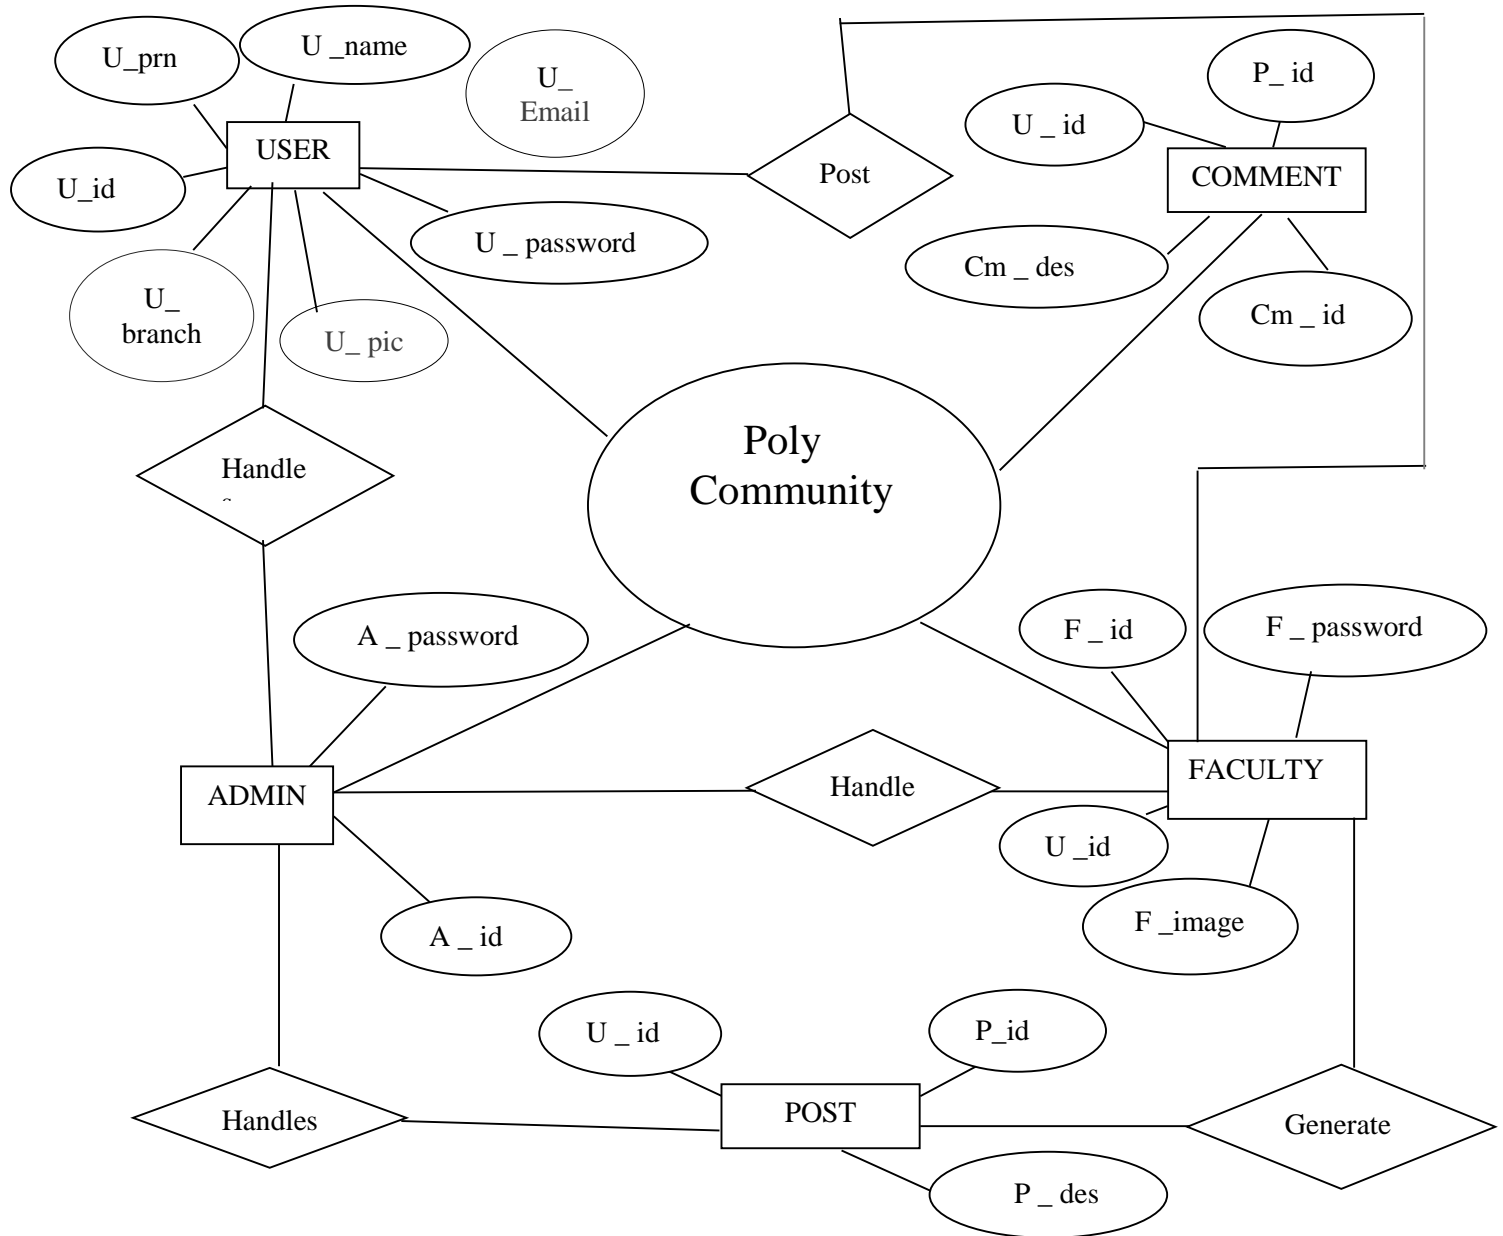 U_prn
U _name
U_
Email
P_ id
U _ id
USER
Post
COMMENT
U_id
U _ password
Cm _ des
U_
branch
U_ pic
Cm _ id
Poly
Community
Handle
A _ password
F _ id
F _ password
ADMIN
Handle
FACULTY
U _id
F _image
A _ id
U _ id
P_id
Handles
POST
Generate
P _ des